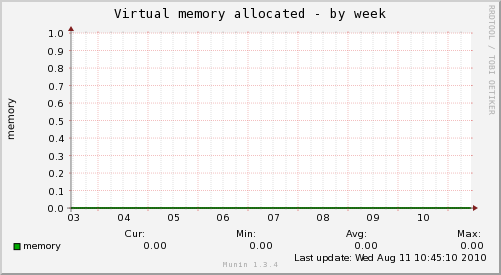 Virtual memory allocated - by week
RRDTOOL / TOBI OETIKER
memory
1.0
0.9
0.8
0.7
0.6
0.5
0.4
0.3
0.2
0.1
0.0
03 04 05 06 07 08 09 10
Cur: Min: Avg: Max:
memory 0.00 0.00 0.00 0.00
Last update: Wed Aug 11 10:45:10 2010
Munin 1.3.4